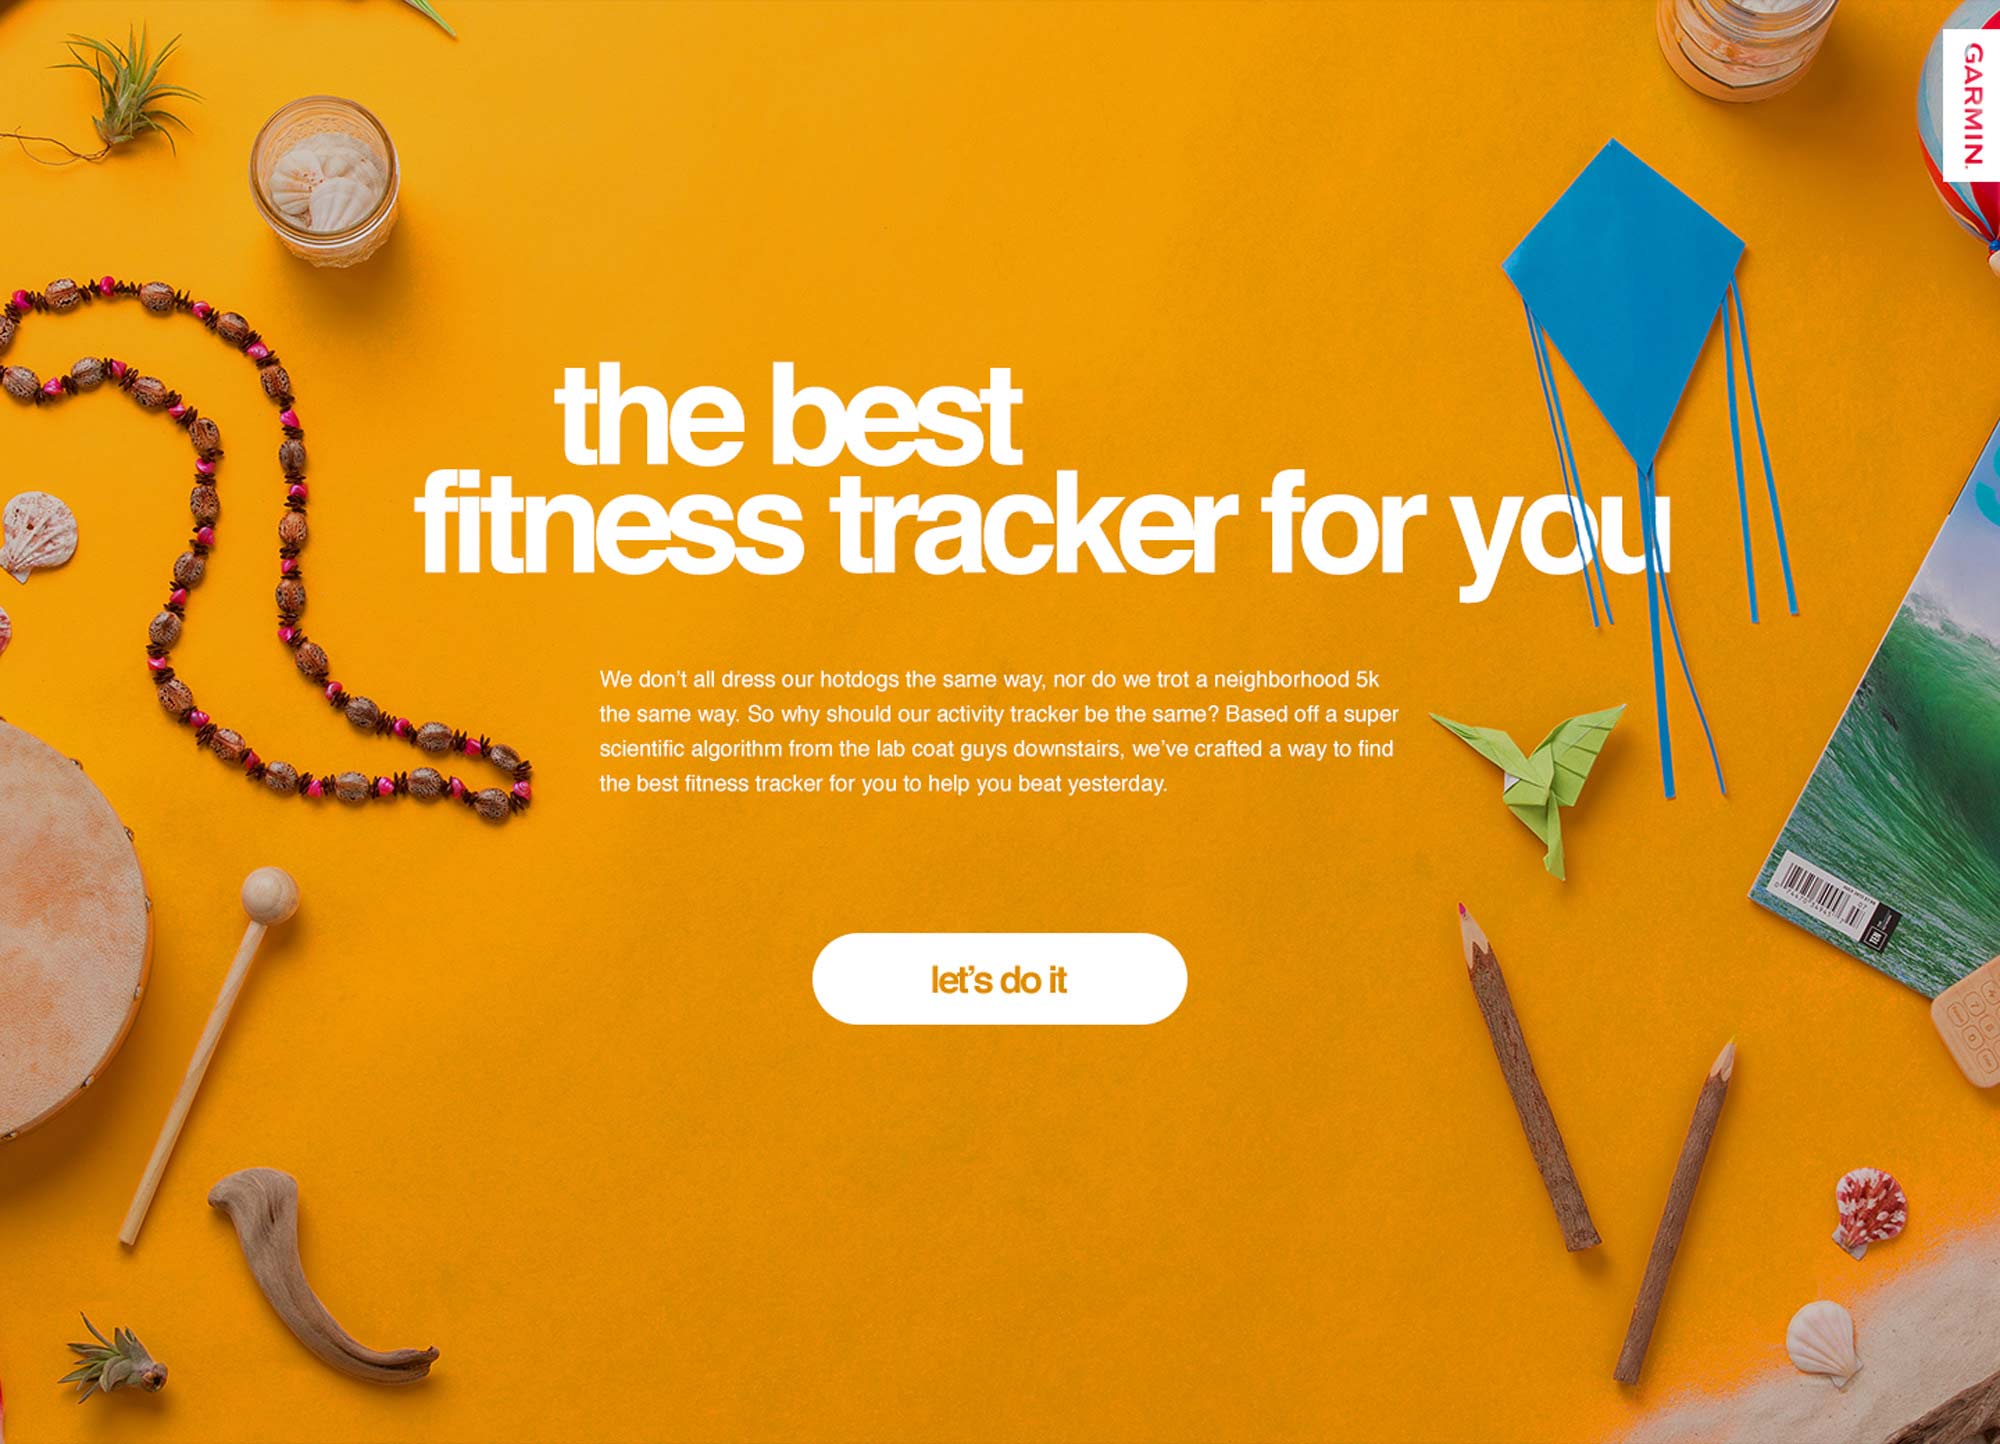 GARMIN.
the best
fitness tracker for you
We don’t all dress our hotdogs the same way, nor do we trot a neighborhood 5k
the same way. So why should our activity tracker be the same? Based off a super
scientific algorithm from the lab coat guys downstairs, we’ve crafted a way to find
the best fitness tracker for you to help you beat yesterday.
let’s do it
TEN